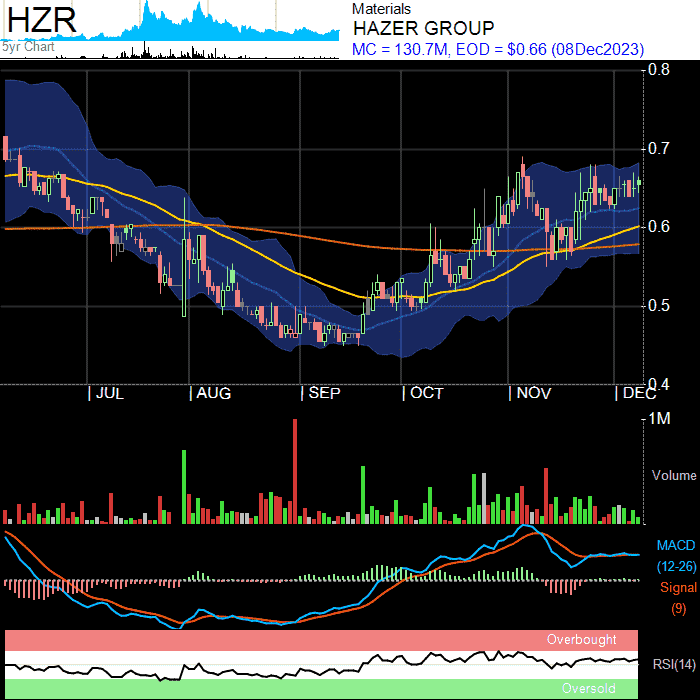 HZR
5yr Chart
Materials
HAZER GROUP
MC = 130.7M, EOD = $0.66 (08Dec2023)
0.8
0.7
0.6
0.5
0.4
| JUL | AUG | SEP | OCT | NOV | DEC
1M
Volume
MACD
(12-26)
Signal
(9)
Overbought
RSI(14)
Oversold